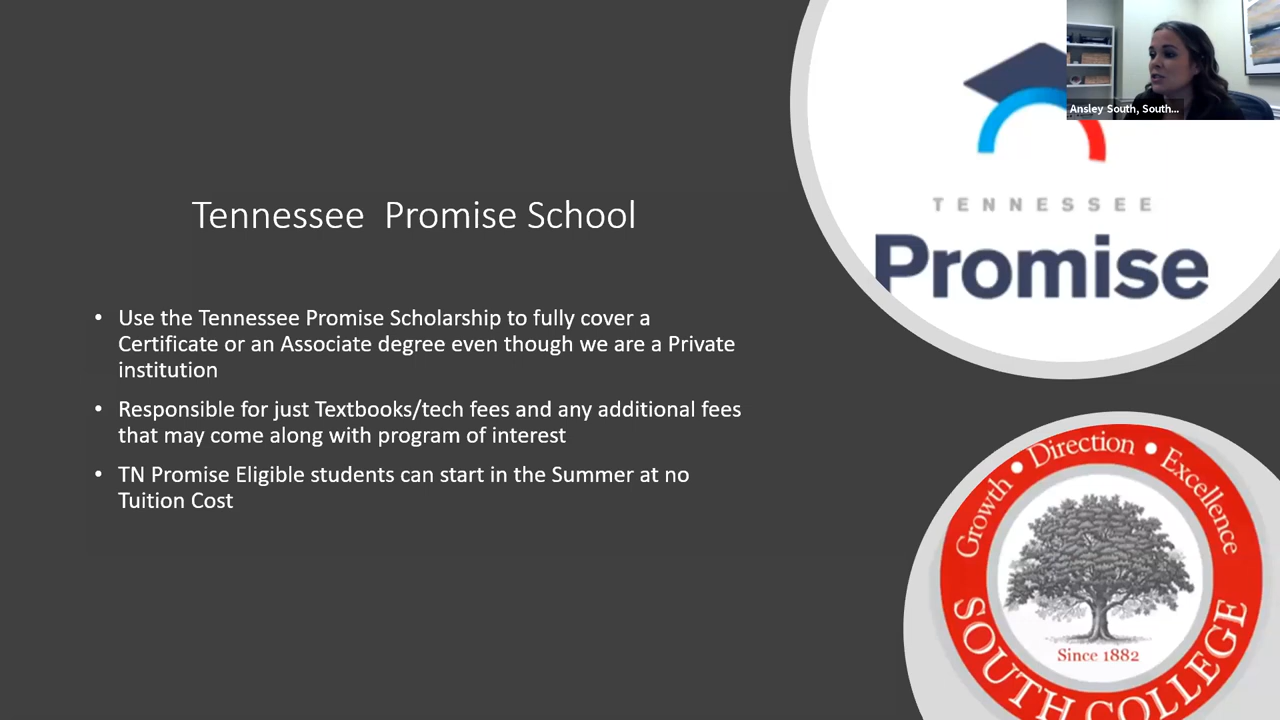 Ansley South, South...
TENNESSEE
Promise
Tennessee  Promise School
• Use the Tennessee Promise Scholarship to fully cover a
Certificate or an Associate degree even though we are a Private
institution
• Responsible for just Textbooks/tech fees and any additional fees
that may come along with program of interest
• TN Promise Eligible students can start in the Summer at no
Tuition Cost
Growth • Direction • Excellence
Since 1882
SOUTH COLLEGE